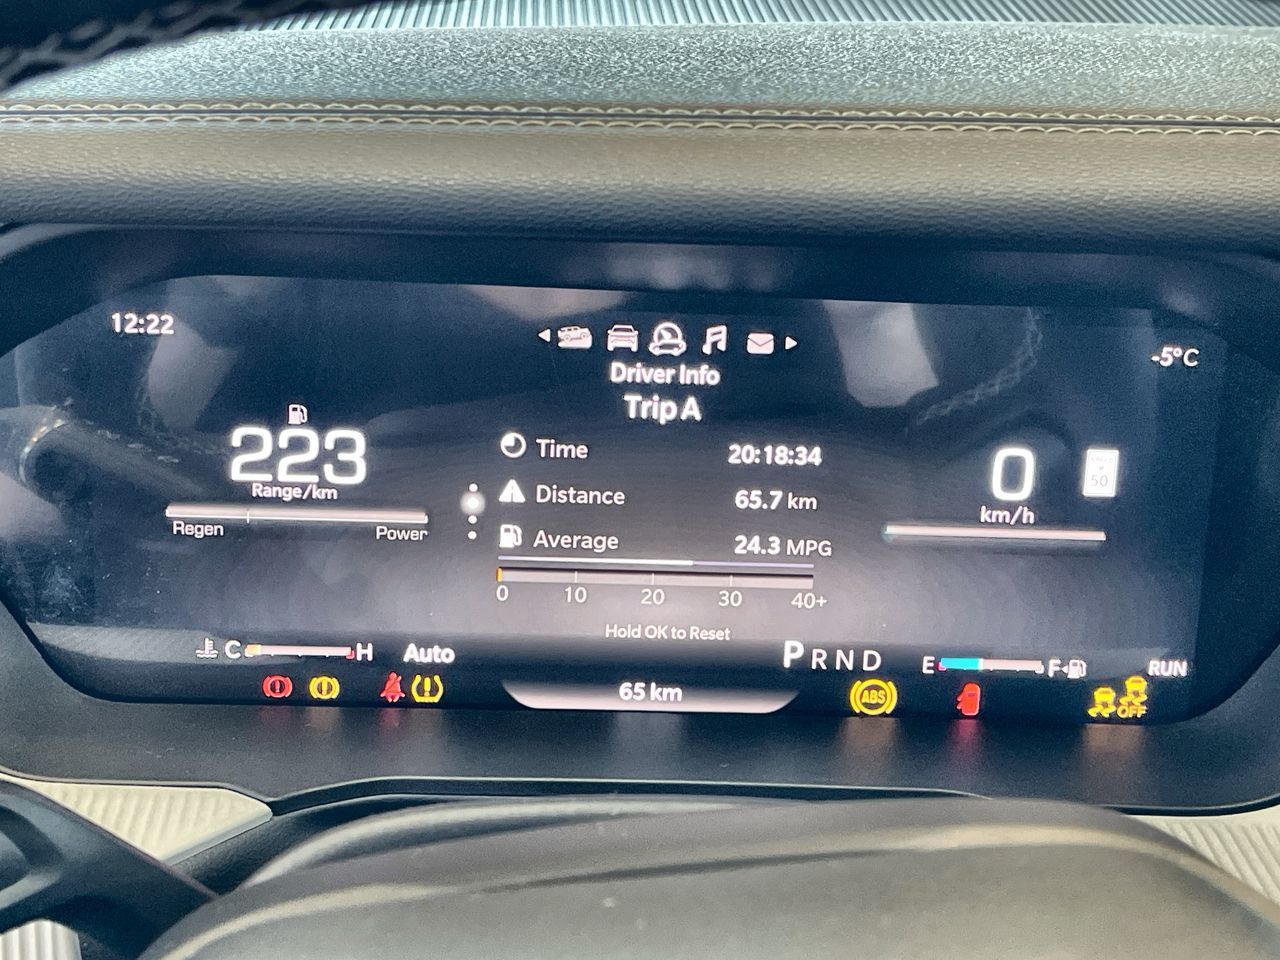 12:22
-5°C
Driver Info
Trip A
223
Range/km
Regen
Power
Time 20:18:34
Distance 65.7 km
Average 24.3 MPG
0 10 20 30 40+
Hold OK to Reset
0
km/h
50
C H
Auto
P R N D
E F
RUN
65 km
ABS
OFF